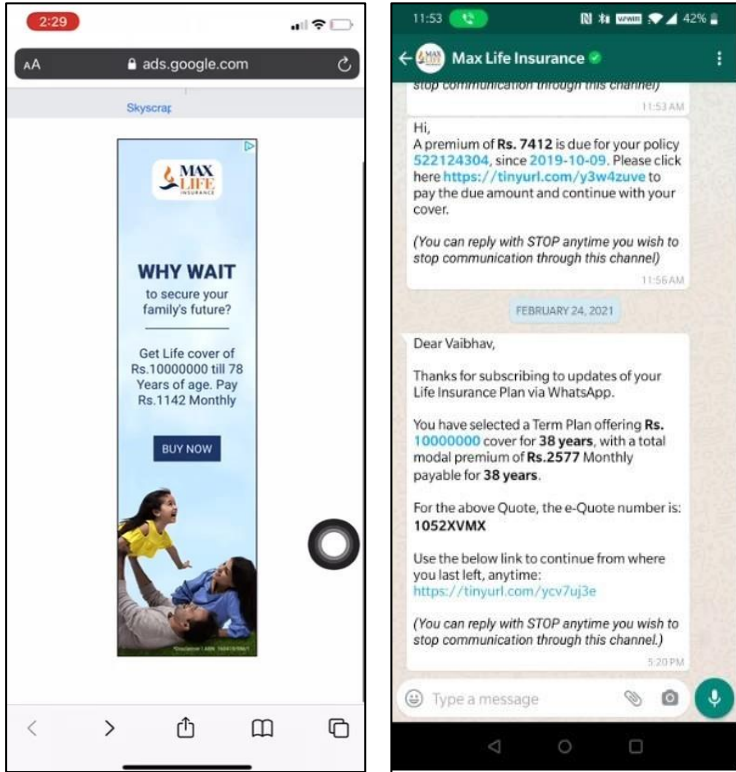 2:29
AA
ads.google.com
Skyscrap
MAX
LIFE
INSURANCE
WHY WAIT
to secure your
family's future?
Get Life cover of
Rs.10000000 till 78
Years of age. Pay
Rs.1142 Monthly
BUY NOW
11:53
VoWiFi
42%
MAX
LIFE
Max Life Insurance
stop communication through this channel)
11:53 AM
Hi,
A premium of Rs. 7412 is due for your policy
522124304, since 2019-10-09. Please click
here https://tinyurl.com/y3w4zuve to
pay the due amount and continue with your
cover.
(You can reply with STOP anytime you wish to
stop communication through this channel)
11:56 AM
FEBRUARY 24, 2021
Dear Vaibhav,
Thanks for subscribing to updates of your
Life Insurance Plan via WhatsApp.
You have selected a Term Plan offering Rs.
10000000 cover for 38 years, with a total
modal premium of Rs.2577 Monthly
payable for 38 years.
For the above Quote, the e-Quote number is:
1052XVMX
Use the below link to continue from where
you last left, anytime:
https://tinyurl.com/ycv7uj3e
(You can reply with STOP anytime you wish to
stop communication through this channel.)
5:20 PM
Type a message